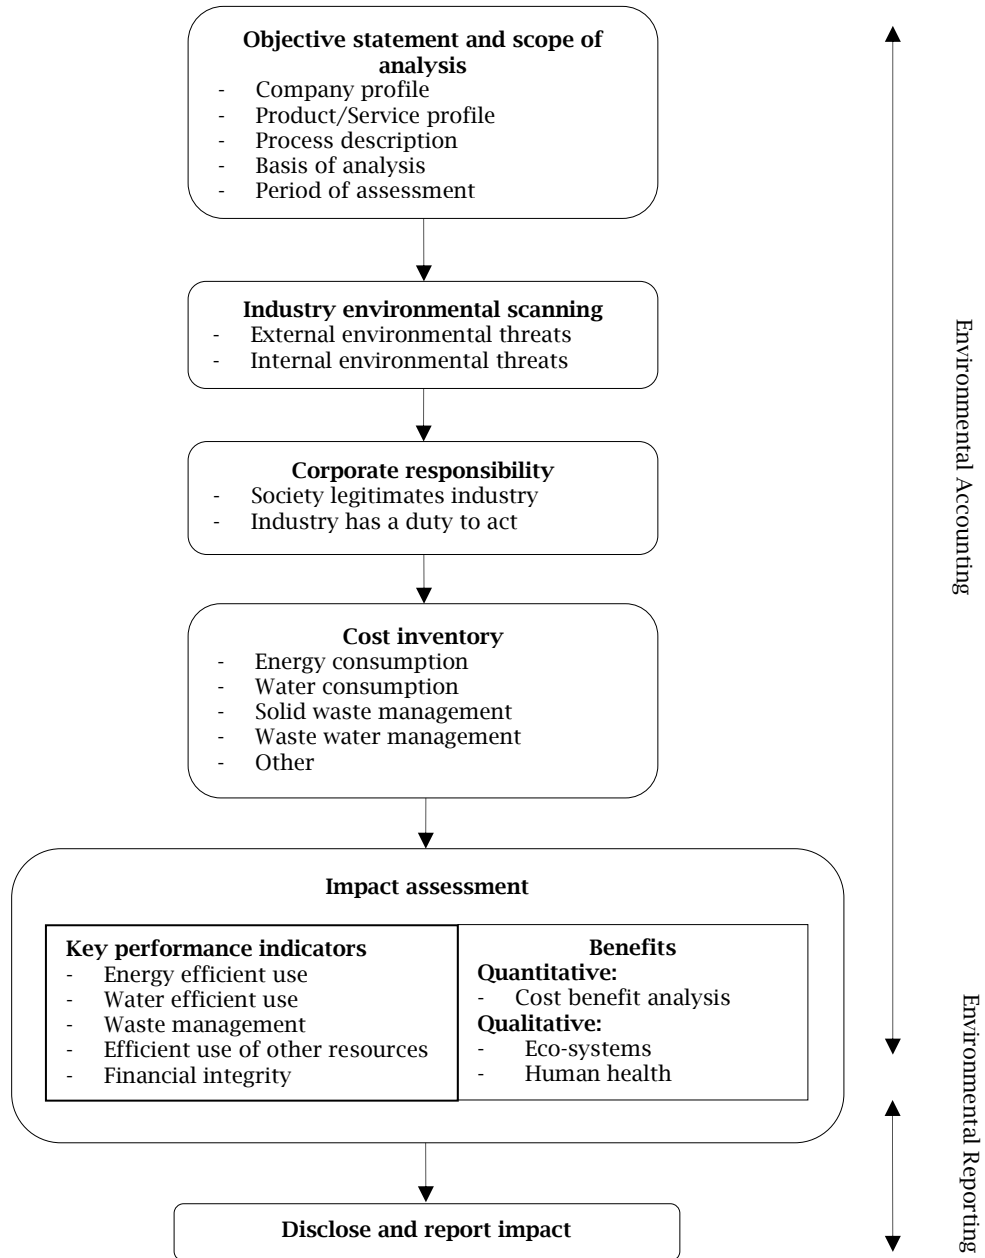 Objective statement and scope of
analysis
- Company profile
- Product/Service profile
- Process description
- Basis of analysis
- Period of assessment
Industry environmental scanning
- External environmental threats
- Internal environmental threats
Corporate responsibility
- Society legitimates industry
- Industry has a duty to act
Cost inventory
- Energy consumption
- Water consumption
- Solid waste management
- Waste water management
- Other
Impact assessment
Key performance indicators
- Energy efficient use
- Water efficient use
- Waste management
- Efficient use of other resources
- Financial integrity
Benefits
Quantitative:
- Cost benefit analysis
Qualitative:
- Eco-systems
- Human health
Disclose and report impact
Environmental Accounting
Environmental Reporting